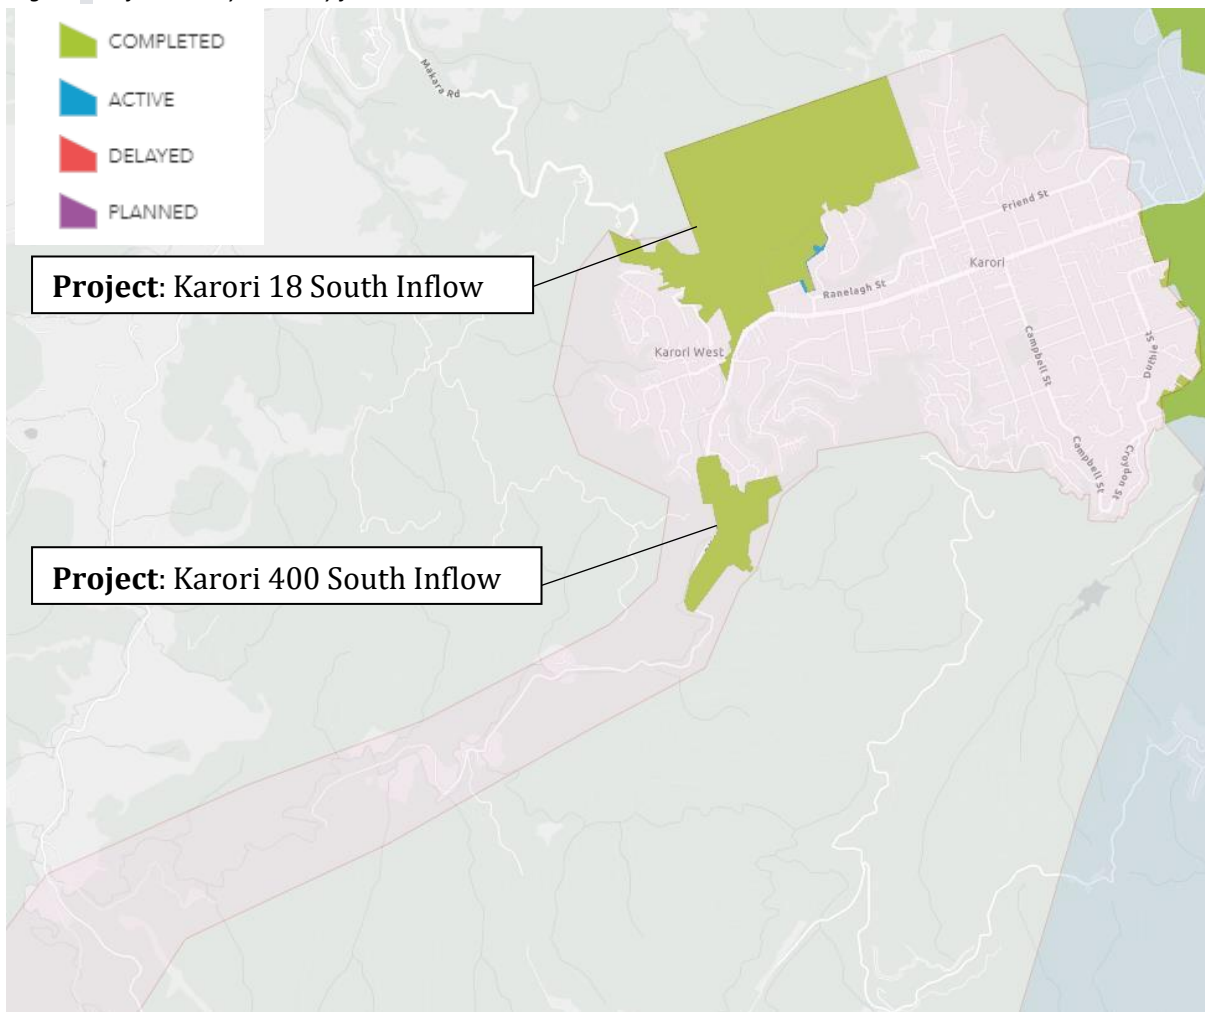 COMPLETED
ACTIVE
DELAYED
PLANNED
Makara Rd
Project: Karori 18 South Inflow
Friend St
Karori
Ranelagh St
Karori West
Campbell St
Duthie St
Campbell St
Croydon St
Project: Karori 400 South Inflow